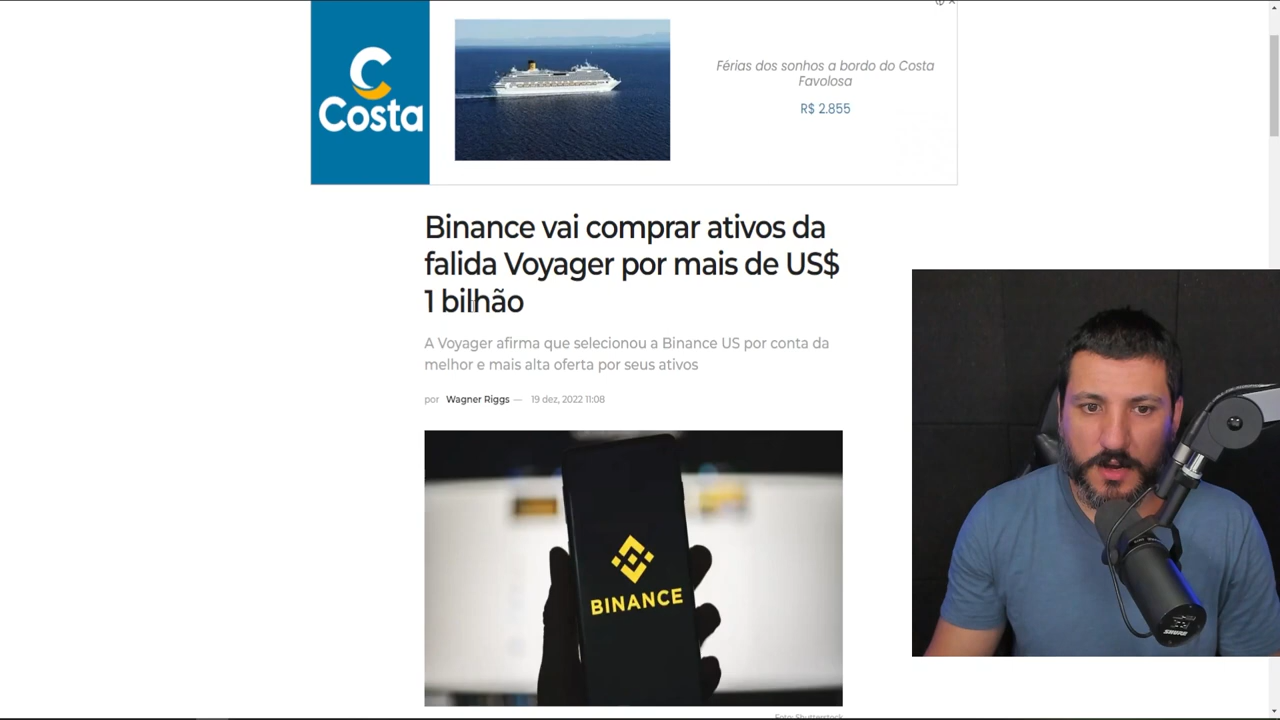 Costa
Férias dos sonhos a bordo do Costa
Favolosa
R$ 2.855
Binance vai comprar ativos da
falida Voyager por mais de US$
1 bilhão
A Voyager afirma que selecionou a Binance US por conta da
melhor e mais alta oferta por seus ativos
por Wagner Riggs — 19 dez, 2022 11:08
BINANCE
SHURE